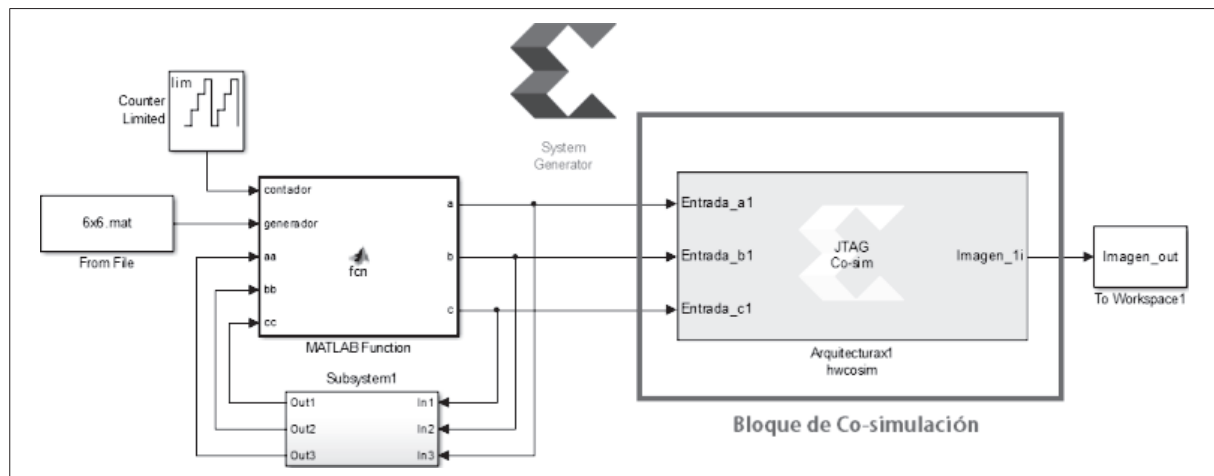 lim
Counter
Limited
System
Generator
6x6.mat
From File
contador
generador
aa
bb
cc
fcn
a
b
c
MATLAB Function
Subsystem1
Out1
Out2
Out3
In1
In2
In3
Entrada_a1
Entrada_b1
Entrada_c1
JTAG
Co-sim
Imagen_1i
Arquitecturax1
hwcosim
Bloque de Co-simulación
Imagen_out
To Workspace1